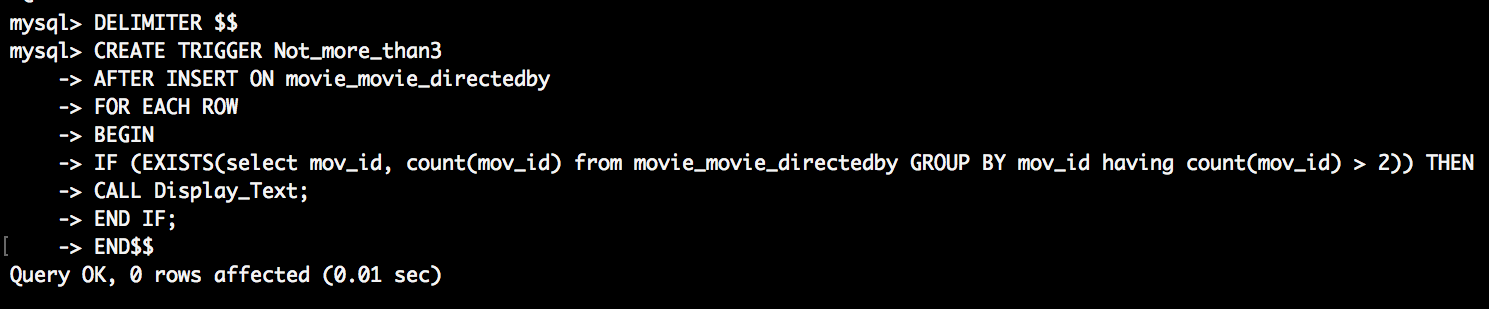 mysql> DELIMITER $$
mysql> CREATE TRIGGER Not_more_than3
    -> AFTER INSERT ON movie_movie_directedby
    -> FOR EACH ROW
    -> BEGIN
    -> IF (EXISTS(select mov_id, count(mov_id) from movie_movie_directedby GROUP BY mov_id having count(mov_id) > 2)) THEN
    -> CALL Display_Text;
    -> END IF;
[    -> END$$
Query OK, 0 rows affected (0.01 sec)